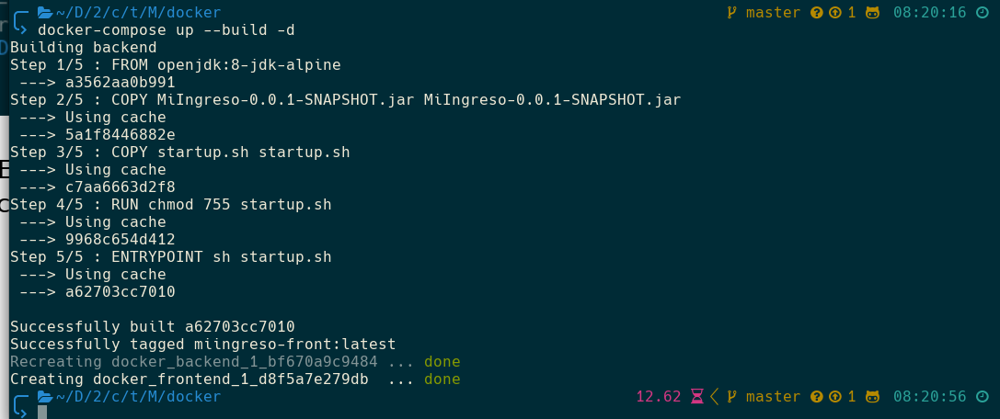 ~/D/2/c/t/M/docker master 1 08:20:16
docker-compose up --build -d
Building backend
Step 1/5 : FROM openjdk:8-jdk-alpine
---> a3562aa0b991
Step 2/5 : COPY MiIngreso-0.0.1-SNAPSHOT.jar MiIngreso-0.0.1-SNAPSHOT.jar
---> Using cache
---> 5a1f8446882e
Step 3/5 : COPY startup.sh startup.sh
---> Using cache
---> c7aa6663d2f8
Step 4/5 : RUN chmod 755 startup.sh
---> Using cache
---> 9968c654d412
Step 5/5 : ENTRYPOINT sh startup.sh
---> Using cache
---> a62703cc7010
Successfully built a62703cc7010
Successfully tagged miingreso-front:latest
Recreating docker_backend_1_bf670a9c9484 ... done
Creating docker_frontend_1_d8f5a7e279db ... done
~/D/2/c/t/M/docker 12.62 master 1 08:20:56